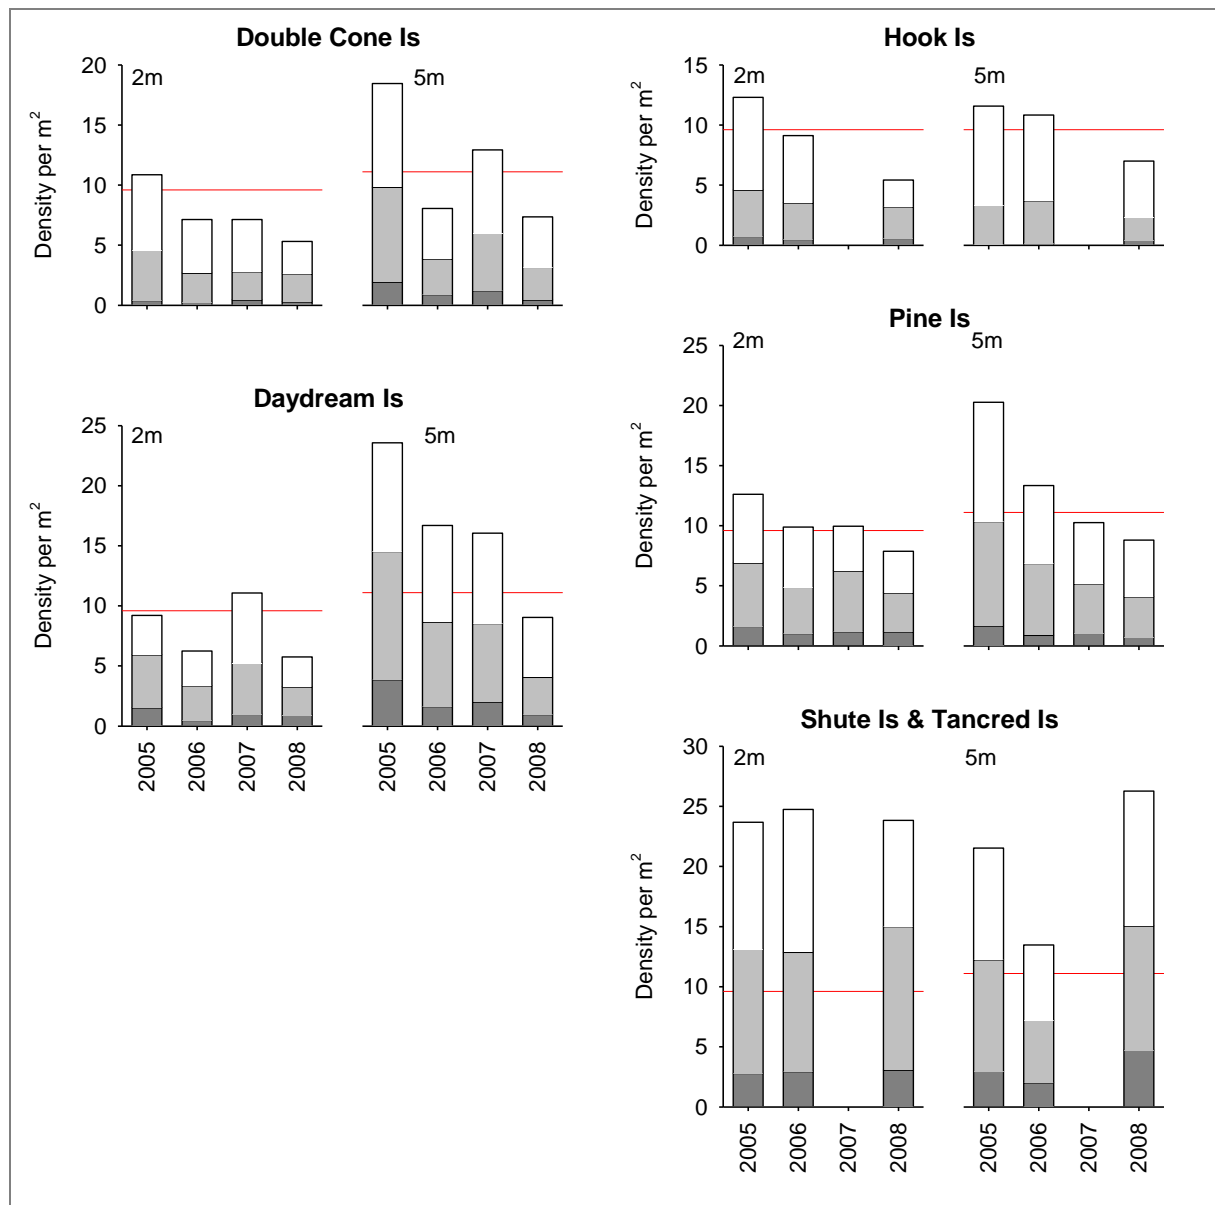 Double Cone Is
20
15
10
5
0
Density per m²
2m
5m
Hook Is
15
10
5
0
Density per m²
2m
5m
Daydream Is
25
20
15
10
5
0
Density per m²
2m
5m
2005
2006
2007
2008
2005
2006
2007
2008
Pine Is
25
20
15
10
5
0
Density per m²
2m
5m
Shute Is & Tancred Is
30
25
20
15
10
5
0
Density per m²
2m
5m
2005
2006
2007
2008
2005
2006
2007
2008